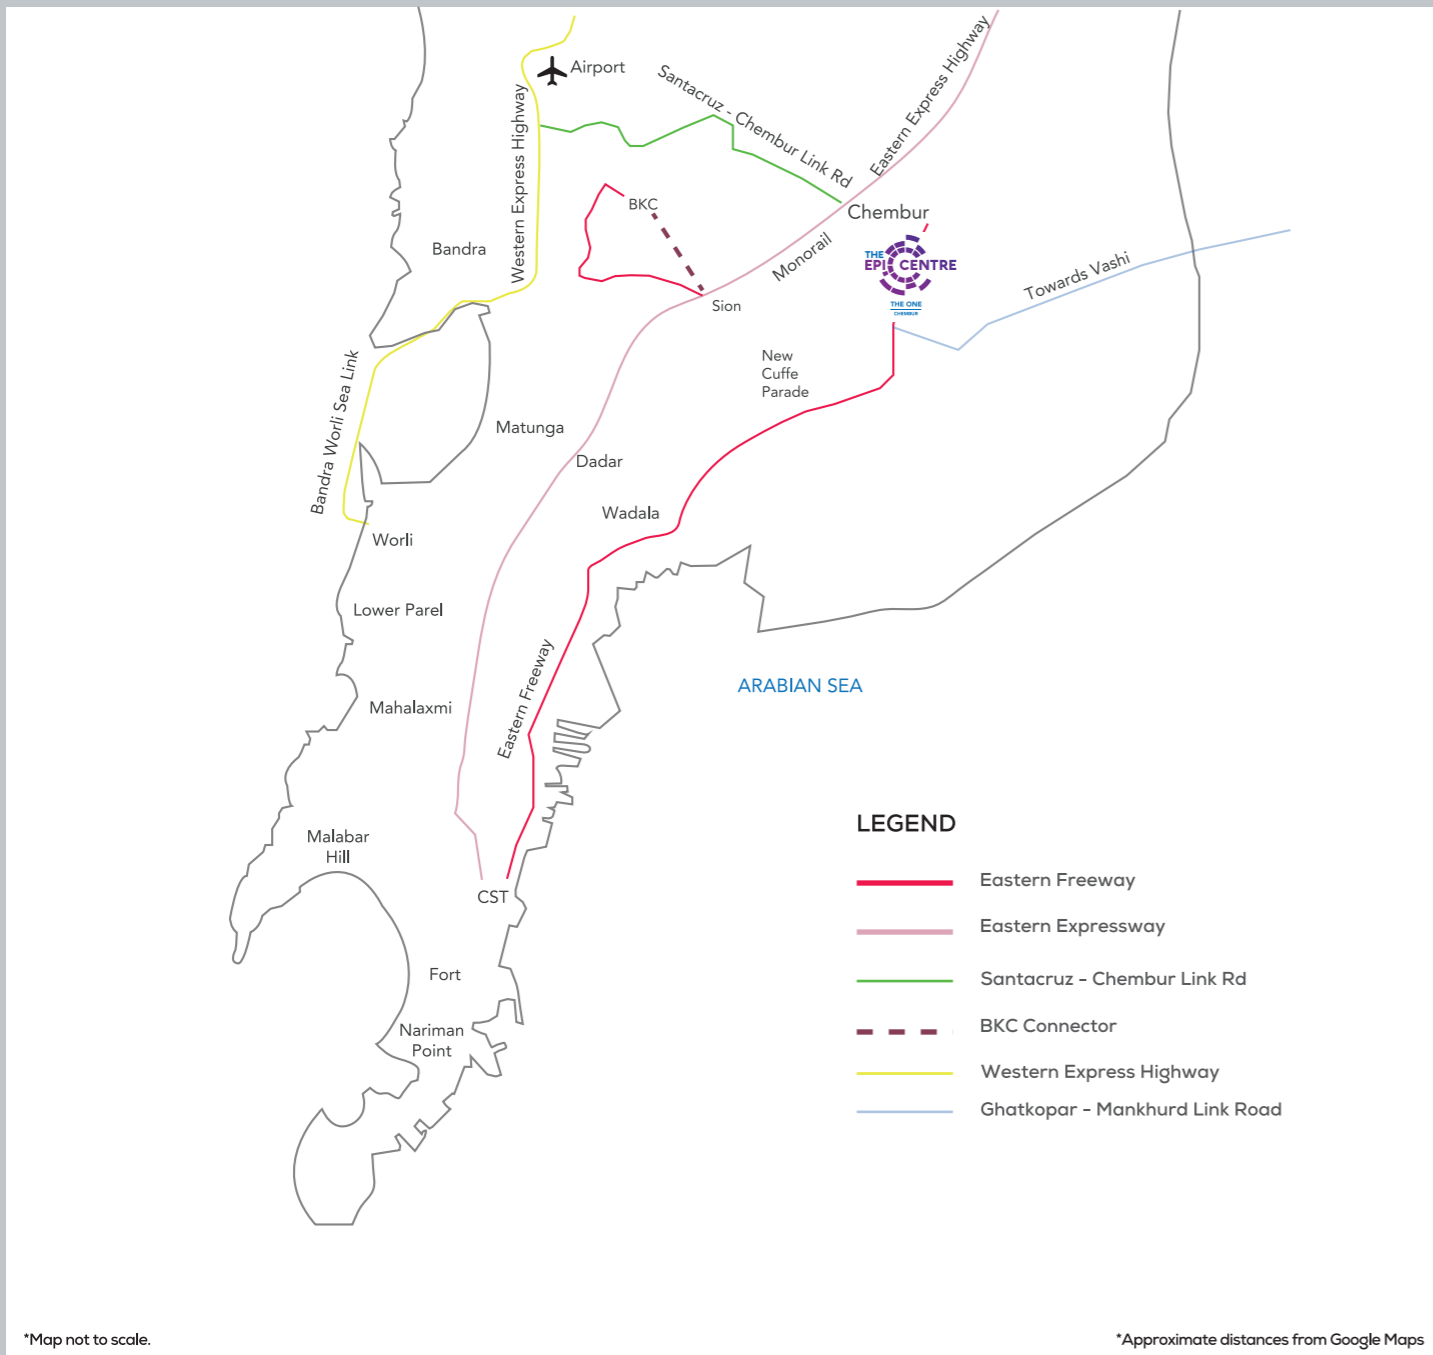 Airport
Santacruz - Chembur Link Rd
Eastern Express Highway
Western Express Highway
BKC
Chembur
Bandra
Monorail
THE
EPICENTRE
THE ONE
CHEMBUR
Towards Vashi
Sion
New
Cuffe
Parade
Bandra Worli Sea Link
Matunga
Dadar
Wadala
Worli
Lower Parel
Eastern Freeway
ARABIAN SEA
Mahalaxmi
Malabar
Hill
CST
Fort
Nariman
Point
LEGEND
Eastern Freeway
Eastern Expressway
Santacruz - Chembur Link Rd
BKC Connector
Western Express Highway
Ghatkopar - Mankhurd Link Road
*Map not to scale.
*Approximate distances from Google Maps